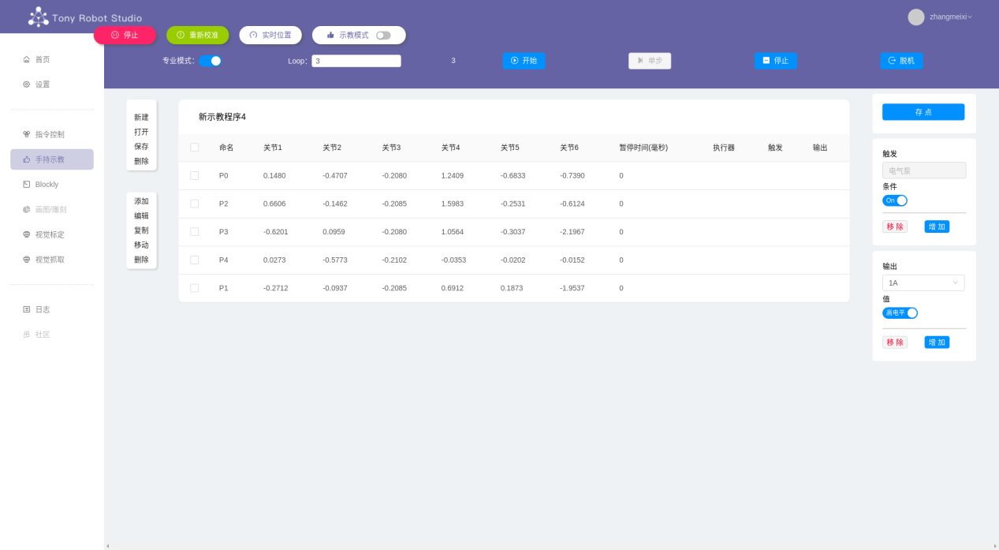 Tony Robot Studio
zhangmeixi
停止
重新校准
实时位置
示教模式
专业模式：
Loop： 3
3
开始
单步
停止
脱机
首页
设置
指令控制
手持示教
Blockly
画图/雕刻
视觉标定
视觉抓取
日志
社区
新建
打开
保存
删除
添加
编辑
复制
移动
删除
新示教程序4
命名 关节1 关节2 关节3 关节4 关节5 关节6 暂停时间(毫秒) 执行器 触发 输出
P0 0.1480 -0.4707 -0.2080 1.2409 -0.6833 -0.7390 0
P2 0.6606 -0.1462 -0.2085 1.5983 -0.2531 -0.6124 0
P3 -0.6201 0.0959 -0.2080 1.0564 -0.3037 -2.1967 0
P4 0.0273 -0.5773 -0.2102 -0.0353 -0.0202 -0.0152 0
P1 -0.2712 -0.0937 -0.2085 0.6912 0.1873 -1.9537 0
存 点
触发
电气泵
条件
On
移 除 增 加
输出
1A
值
高电平
移 除 增 加